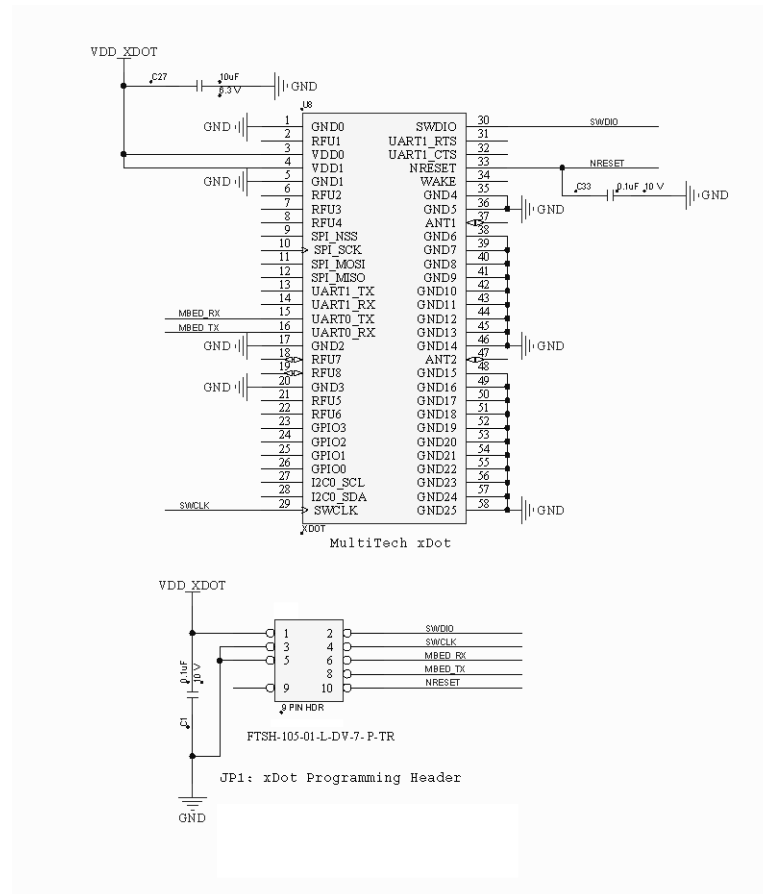 VDD_XDOT
C27
10uF
6.3 V
GND
U8
GND 1 GND0 SWDIO 30 SWDIO
2 RFU1 UART1_RTS 31
3 VDD0 UART1_CTS 32
4 VDD1 NRESET 33 NRESET
GND 5 GND1 WAKE 34
C33 0.1uF 10 V GND
6 RFU2 GND4 35
7 RFU3 GND5 36 GND
8 RFU4 ANT1 37
9 SPI_NSS GND6 38
10 SPI_SCK GND7 39
11 SPI_MOSI GND8 40
12 SPI_MISO GND9 41
13 UART1_TX GND10 42
14 UART1_RX GND11 43
MBED_RX 15 UART0_TX GND12 44
MBED_TX 16 UART0_RX GND13 45
GND 17 GND2 GND14 46 GND
18 RFU7 ANT2 47
19 RFU8 GND15 48
GND 20 GND3 GND16 49
21 RFU5 GND17 50
22 RFU6 GND18 51
23 GPIO3 GND19 52
24 GPIO2 GND20 53
25 GPIO1 GND21 54
26 GPIO0 GND22 55
27 I2C0_SCL GND23 56
28 I2C0_SDA GND24 57
SWCLK 29 SWCLK GND25 58 GND
XDOT
MultiTech xDot
VDD_XDOT
1 2 SWDIO
3 4 SWCLK
5 6 MBED_RX
8 MBED_TX
9 10 NRESET
0.1uF
10 V
C1
9 PIN HDR
FTSH-105-01-L-DV-7- P-TR
JP1: xDot Programming Header
GND